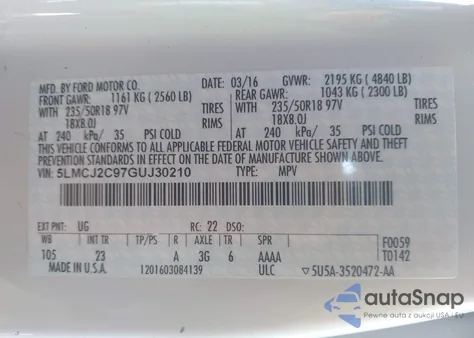 MFD. BY FORD MOTOR CO. DATE: 03/16 GVWR: 2195 KG (4840 LB)
FRONT GAWR: 1161 KG (2560 LB) REAR GAWR: 1043 KG (2300 LB)
WITH 235/50R18 97V TIRES WITH 235/50R18 97V TIRES
18X8.0J RIMS 18X8.0J RIMS
AT 240 kPa/ 35 PSI COLD AT 240 kPa/ 35 PSI COLD
THIS VEHICLE CONFORMS TO ALL APPLICABLE FEDERAL MOTOR VEHICLE SAFETY AND
THEFT PREVENTION STANDARDS IN EFFECT ON THE DATE OF MANUFACTURE SHOWN ABOVE.
VIN: 5LMCJ2C97GUJ30210 TYPE: MPV
EXT PNT: UG RC: 22 DSO:
WB INT TR TP/PS R AXLE TR SPR F0059
105 23 A 3G 6 AAAA T0142
MADE IN U.S.A. 1201603084139 ULC ▽5U5A-3520472-AA
autoSnap
Pewne auta z aukcji USA i EU